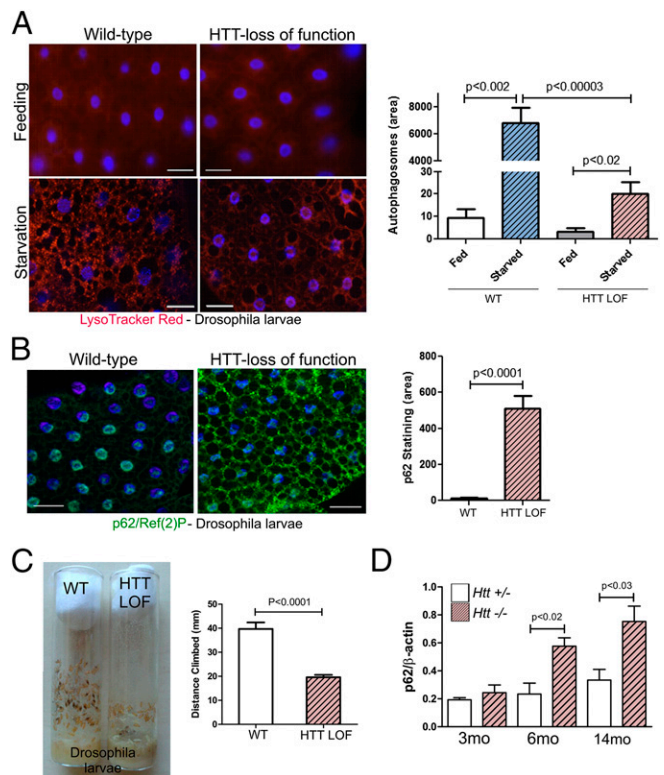 A
Wild-type
HTT-loss of function
Feeding
Starvation
LysoTracker Red - Drosophila larvae
p<0.002
p<0.00003
p<0.02
Autophagosomes (area)
8000
6000
4000
30
20
10
0
Fed
Starved
Fed
Starved
WT
HTT LOF
B
Wild-type
HTT-loss of function
p62/Ref(2)P - Drosophila larvae
p<0.0001
p62 Statining (area)
800
600
400
200
0
WT
HTT LOF
C
WT
HTT
LOF
Drosophila
larvae
P<0.0001
Distance Climbed (mm)
50
40
30
20
10
0
WT
HTT LOF
D
Htt +/-
Htt -/-
p<0.02
p<0.03
p62/β-actin
1.0
0.8
0.6
0.4
0.2
0.0
3mo
6mo
14mo